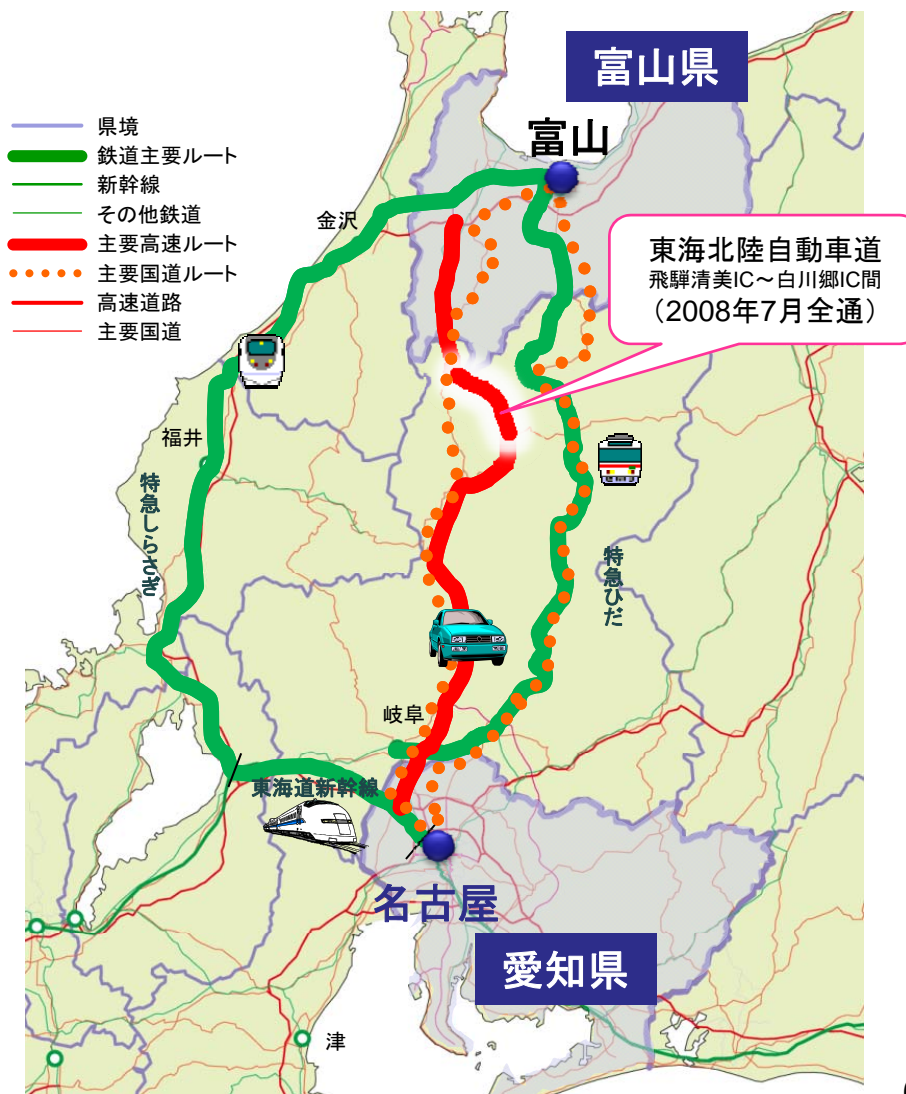 富山県
富山
県境
鉄道主要ルート
新幹線
その他鉄道
主要高速ルート
主要国道ルート
高速道路
主要国道
金沢
東海北陸自動車道
飛騨清美IC～白川郷IC間
（2008年7月全通）
福井
特急しらさぎ
特急ひだ
岐阜
東海道新幹線
名古屋
愛知県
津